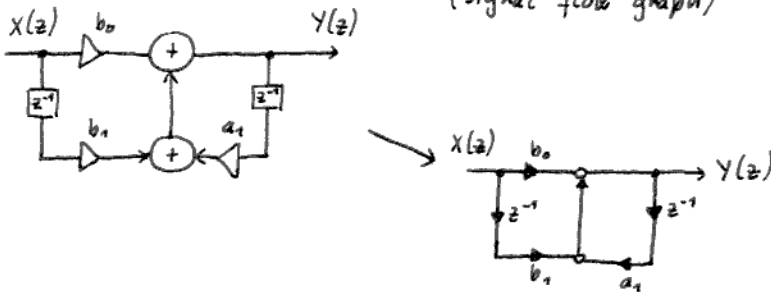 (signal flow graph)
X(z) b₀ + Y(z)
z⁻¹ z⁻¹
b₁ + a₁
X(z) b₀ Y(z)
z⁻¹ z⁻¹
b₁ a₁